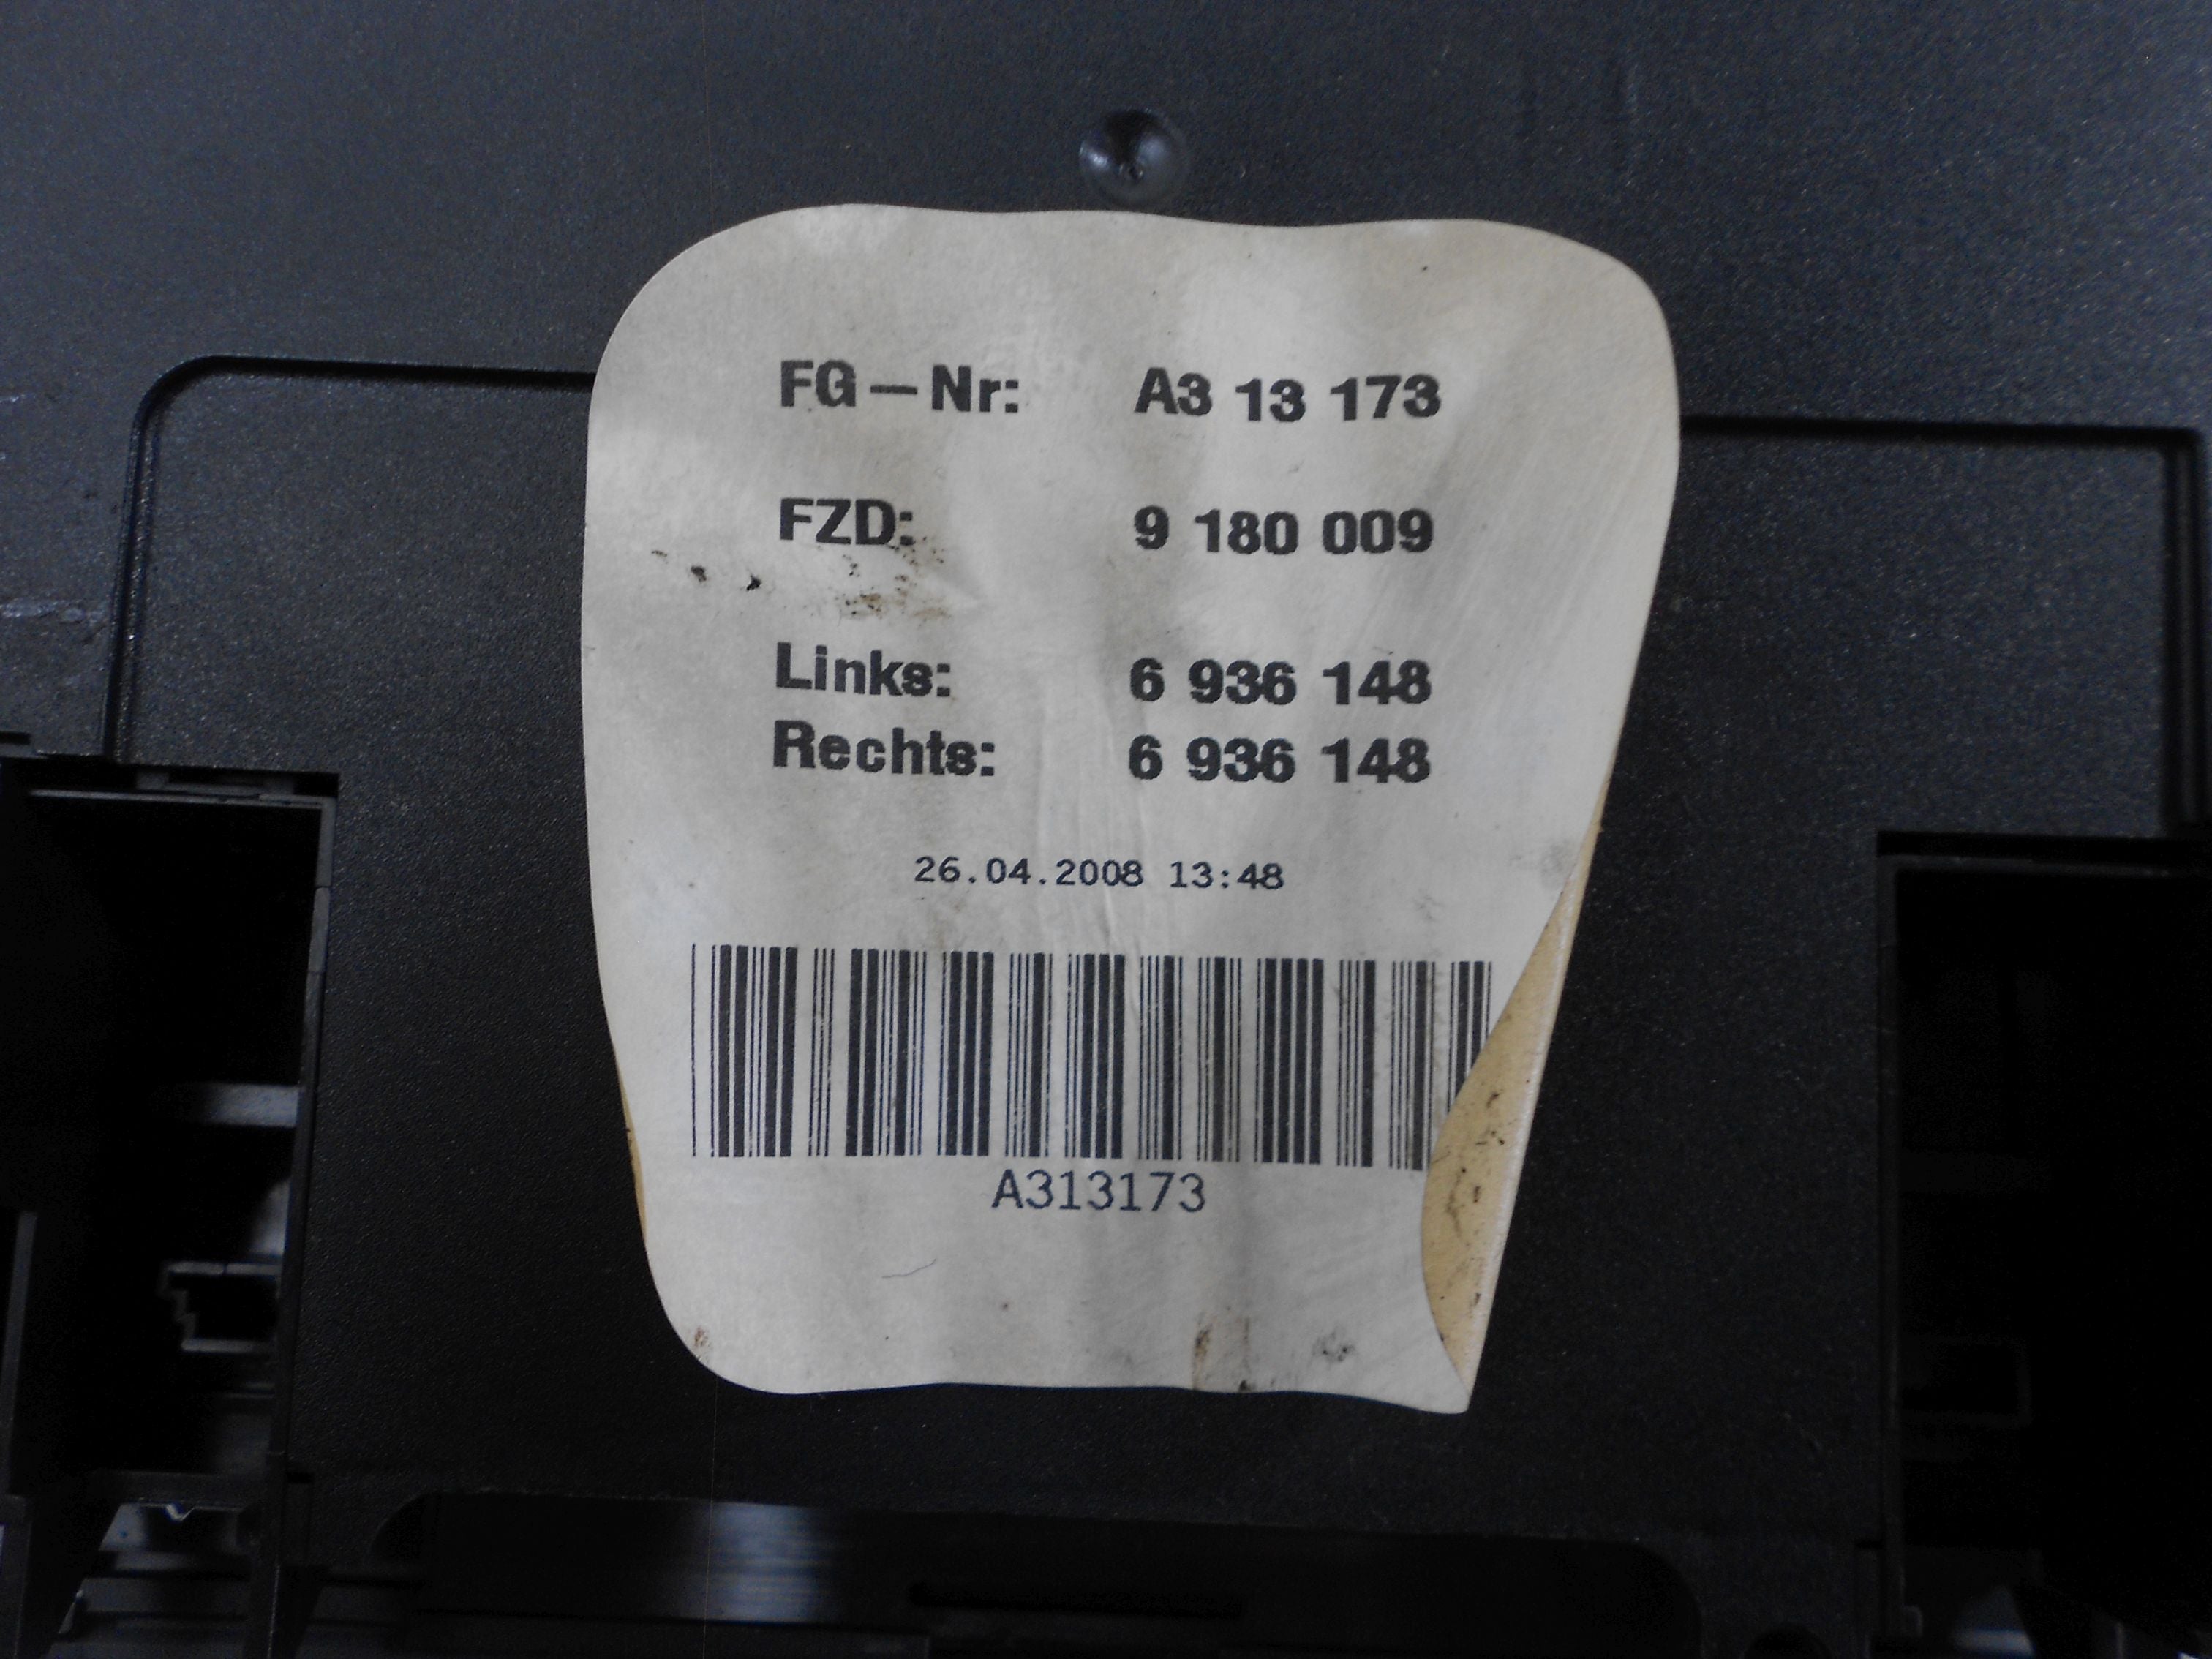 FG – Nr: A3 13 173
FZD: 9 180 009
Links: 6 936 148
Rechts: 6 936 148
26.04.2008 13:48
A313173